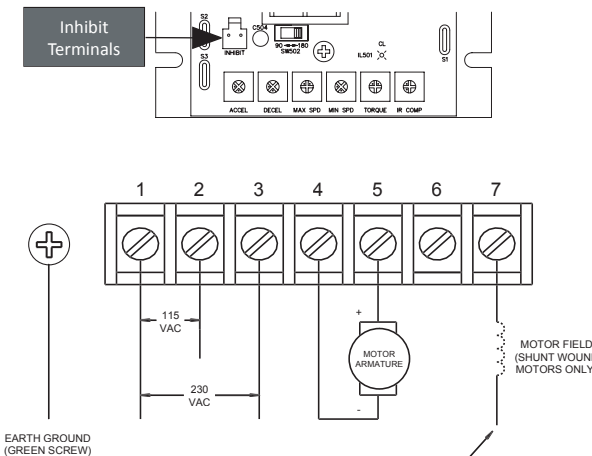 Inhibit
Terminals
S2
S3
INHIBIT
C504
90 180
SW502
CL
IL501
S1
ACCEL DECEL MAX SPD MIN SPD TORQUE IR COMP
1 2 3 4 5 6 7
115
VAC
230
VAC
+
MOTOR
ARMATURE
-
MOTOR FIELD
(SHUNT WOUND
MOTORS ONLY
EARTH GROUND
(GREEN SCREW)